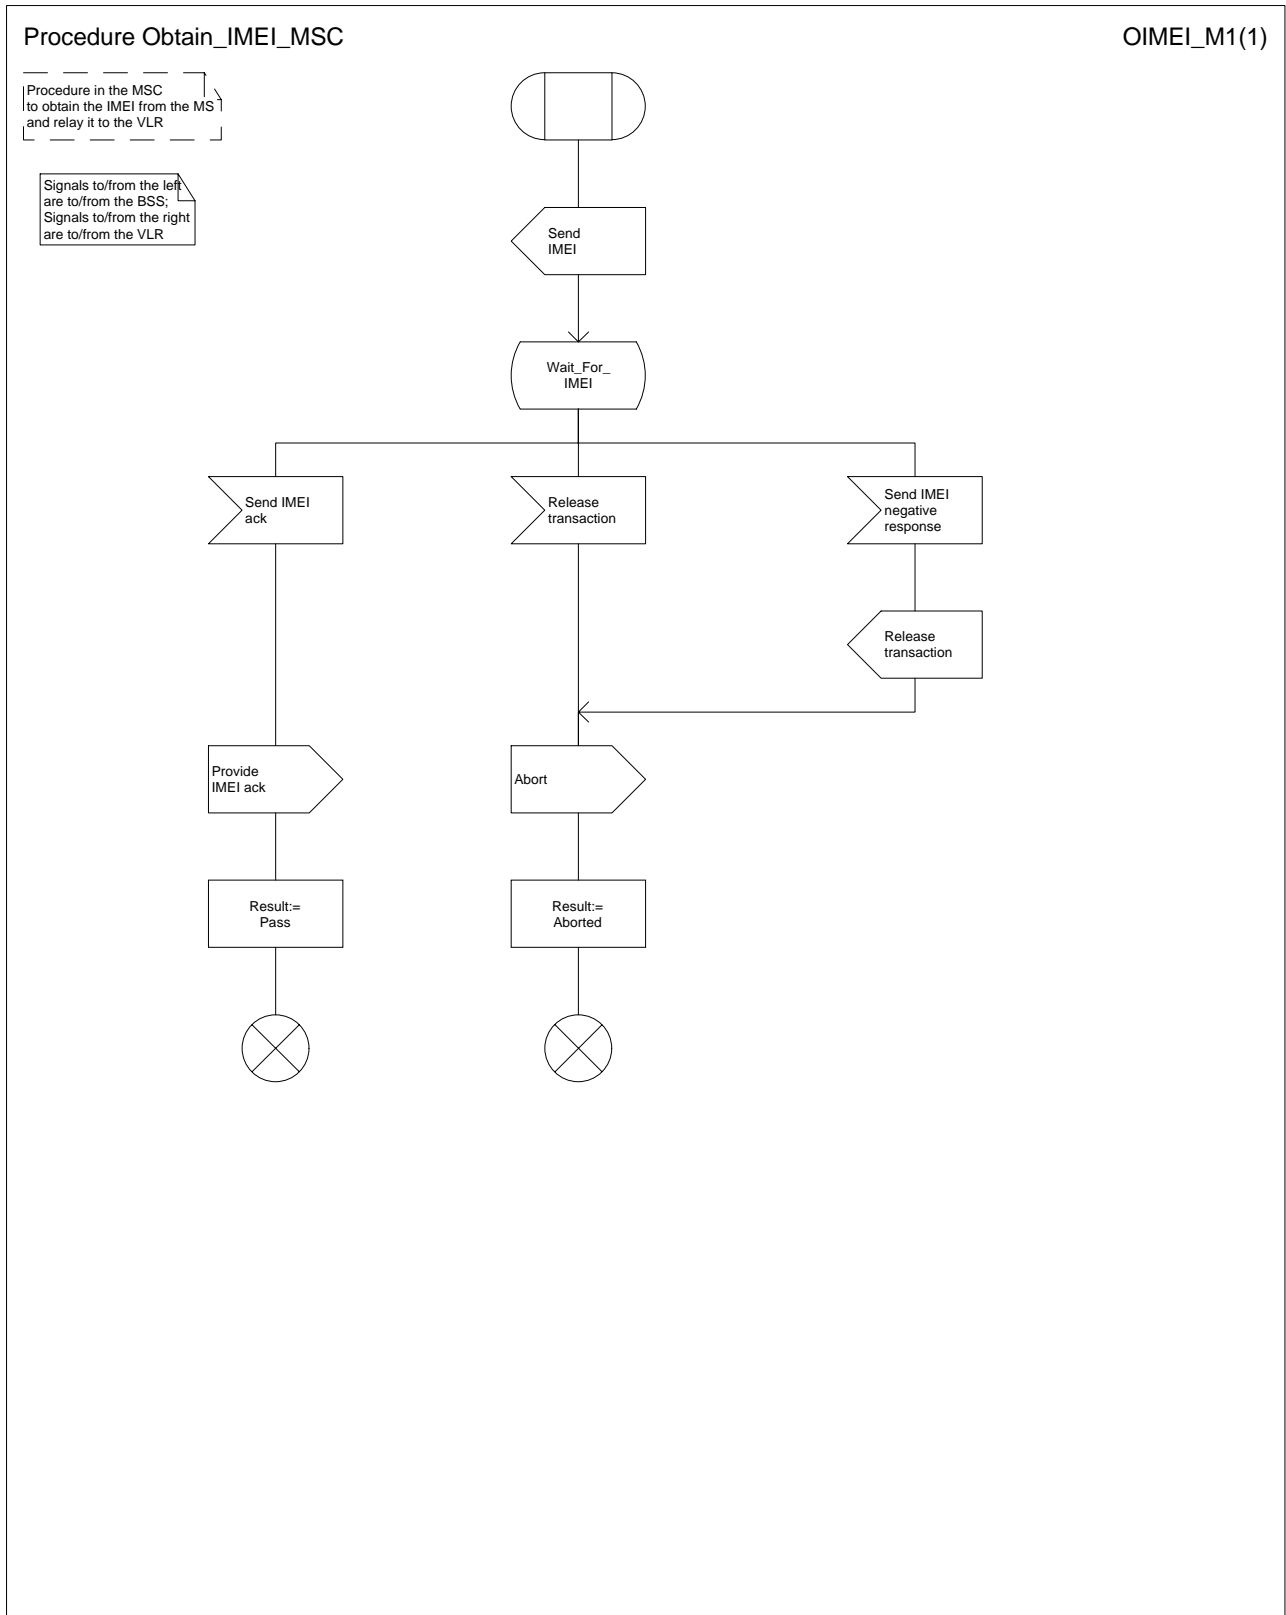 Procedure Obtain_IMEI_MSC
OIMEI_M1(1)
Procedure in the MSC
to obtain the IMEI from the MS
and relay it to the VLR
Signals to/from the left
are to/from the BSS;
Signals to/from the right
are to/from the VLR
Send
IMEI
Wait_For_
IMEI
Send IMEI
ack
Release
transaction
Send IMEI
negative
response
Release
transaction
Provide
IMEI ack
Abort
Result:=
Pass
Result:=
Aborted